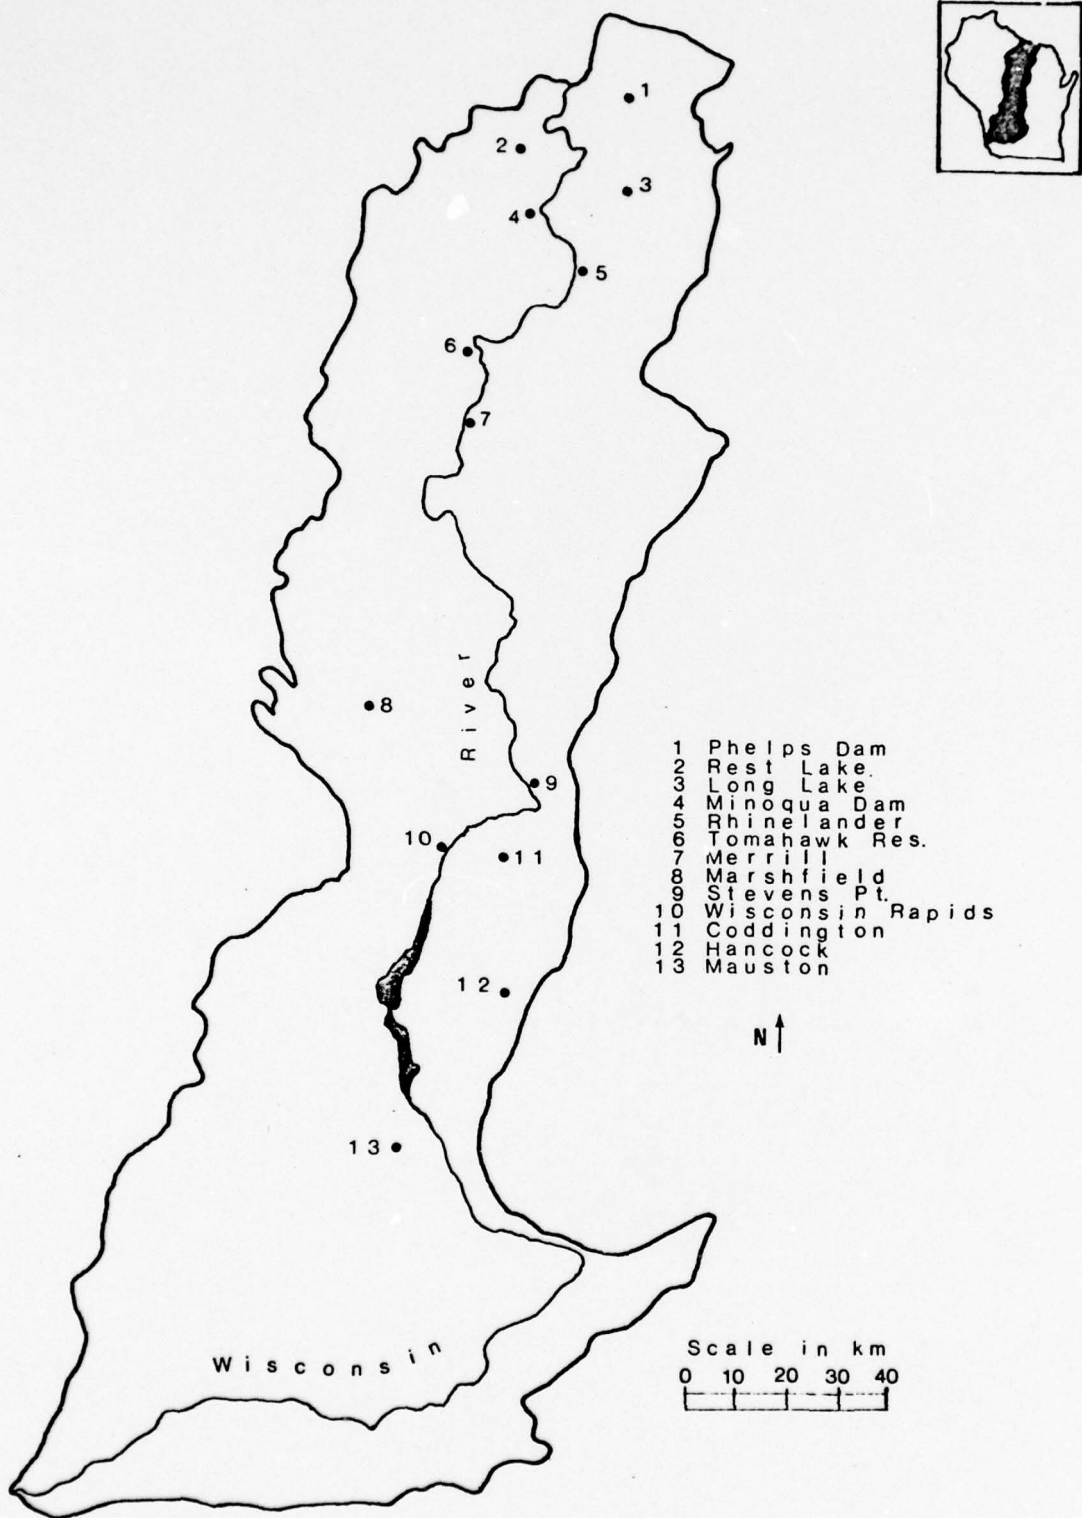 1
2
3
4
5
6
7
8
River
9
10
11
1 Phelps Dam
2 Rest Lake.
3 Long Lake
4 Minoqua Dam
5 Rhinelander
6 Tomahawk Res.
7 Merrill
8 Marshfield
9 Stevens Pt.
10 Wisconsin Rapids
11 Coddington
12 Hancock
13 Mauston
12
N
13
Wisconsin
Scale in km
0 10 20 30 40